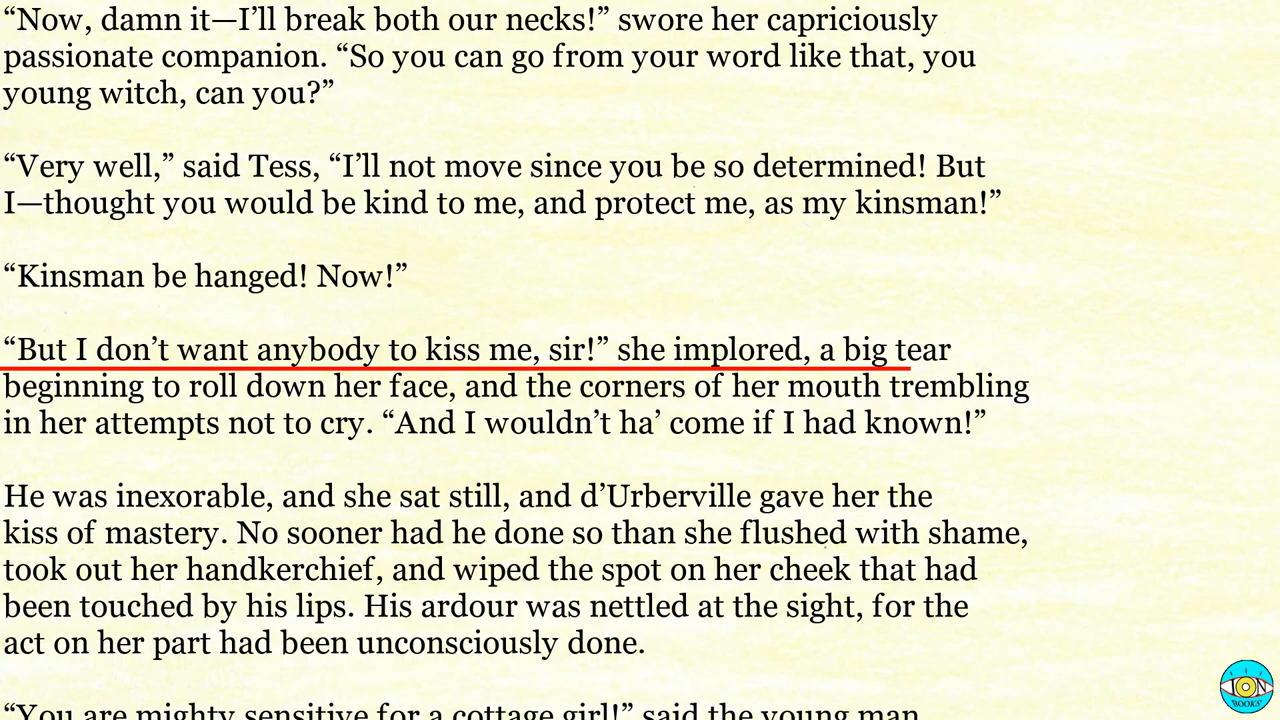 “Now, damn it—I’ll break both our necks!” swore her capriciously
passionate companion. “So you can go from your word like that, you
young witch, can you?”
“Very well,” said Tess, “I’ll not move since you be so determined! But
I—thought you would be kind to me, and protect me, as my kinsman!”
“Kinsman be hanged! Now!”
“But I don’t want anybody to kiss me, sir!” she implored, a big tear
beginning to roll down her face, and the corners of her mouth trembling
in her attempts not to cry. “And I wouldn’t ha’ come if I had known!”
He was inexorable, and she sat still, and d’Urberville gave her the
kiss of mastery. No sooner had he done so than she flushed with shame,
took out her handkerchief, and wiped the spot on her cheek that had
been touched by his lips. His ardour was nettled at the sight, for the
act on her part had been unconsciously done.
“You are mighty sensitive for a cottage girl!” said the young man.
ION
BOOKS